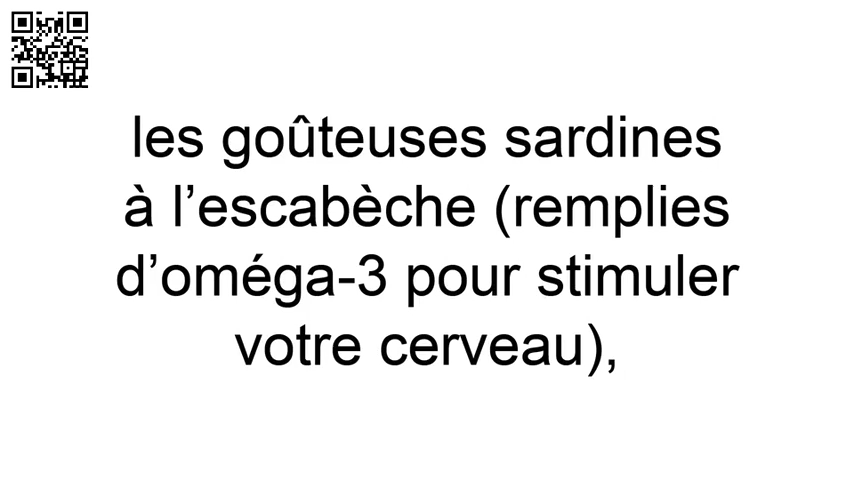 les goûteuses sardines
à l’escabèche (remplies
d’oméga-3 pour stimuler
votre cerveau),